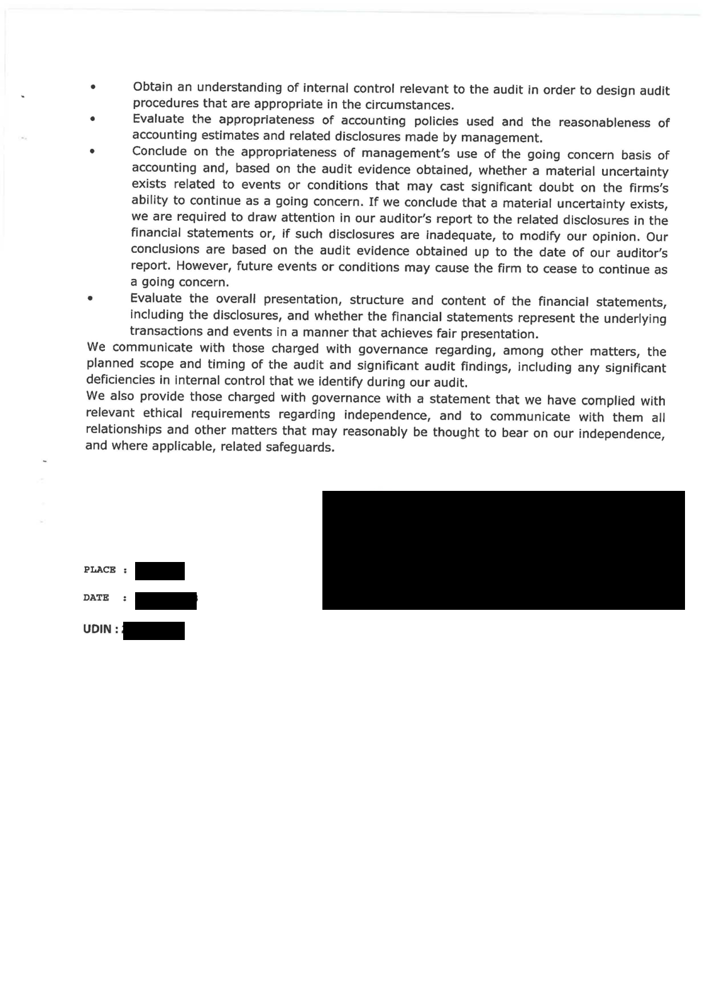 • Obtain an understanding of internal control relevant to the audit in order to design audit
procedures that are appropriate in the circumstances.
• Evaluate the appropriateness of accounting policies used and the reasonableness of
accounting estimates and related disclosures made by management.
• Conclude on the appropriateness of management's use of the going concern basis of
accounting and, based on the audit evidence obtained, whether a material uncertainty
exists related to events or conditions that may cast significant doubt on the firms's
ability to continue as a going concern. If we conclude that a material uncertainty exists,
we are required to draw attention in our auditor's report to the related disclosures in the
financial statements or, if such disclosures are inadequate, to modify our opinion. Our
conclusions are based on the audit evidence obtained up to the date of our auditor's
report. However, future events or conditions may cause the firm to cease to continue as
a going concern.
• Evaluate the overall presentation, structure and content of the financial statements,
including the disclosures, and whether the financial statements represent the underlying
transactions and events in a manner that achieves fair presentation.
We communicate with those charged with governance regarding, among other matters, the
planned scope and timing of the audit and significant audit findings, including any significant
deficiencies in internal control that we identify during our audit.
We also provide those charged with governance with a statement that we have complied with
relevant ethical requirements regarding independence, and to communicate with them all
relationships and other matters that may reasonably be thought to bear on our independence,
and where applicable, related safeguards.
PLACE :
DATE :
UDIN :